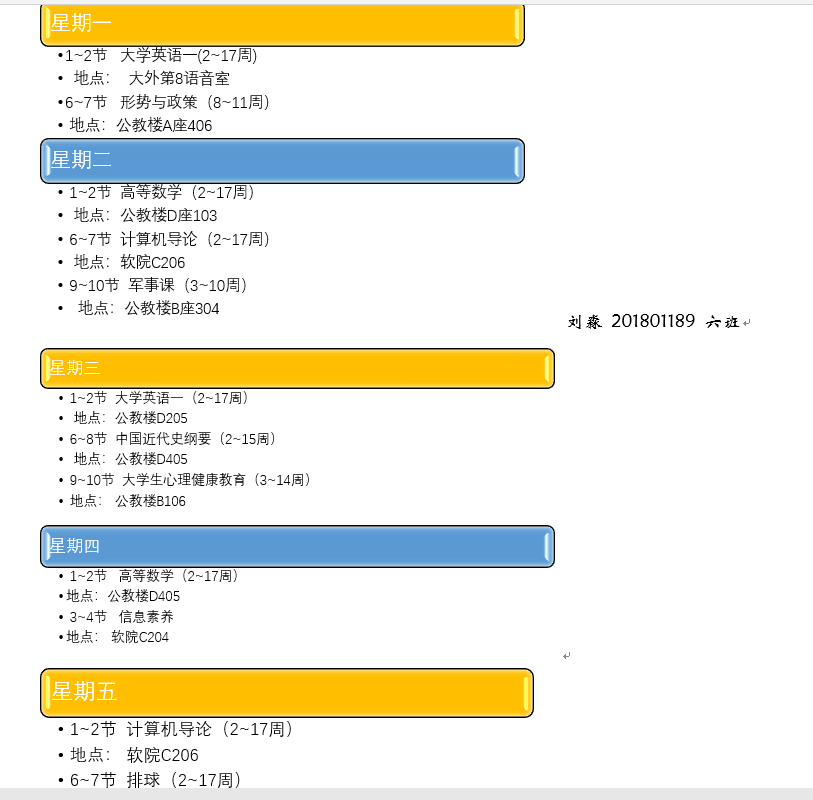 星期一
•1~2节 大学英语一(2~17周)
• 地点： 大外第8语音室
•6~7节 形势与政策（8~11周）
• 地点：公教楼A座406
星期二
• 1~2节 高等数学（2~17周）
• 地点：公教楼D座103
• 6~7节 计算机导论（2~17周）
• 地点：软院C206
• 9~10节 军事课（3~10周）
• 地点：公教楼B座304
刘淼 201801189 六班
星期三
• 1~2节 大学英语一（2~17周）
• 地点：公教楼D205
• 6~8节 中国近代史纲要（2~15周）
• 地点：公教楼D405
• 9~10节 大学生心理健康教育（3~14周）
• 地点： 公教楼B106
星期四
• 1~2节 高等数学（2~17周）
•地点：公教楼D405
• 3~4节 信息素养
•地点： 软院C204
星期五
• 1~2节 计算机导论（2~17周）
• 地点： 软院C206
• 6~7节 排球（2~17周）